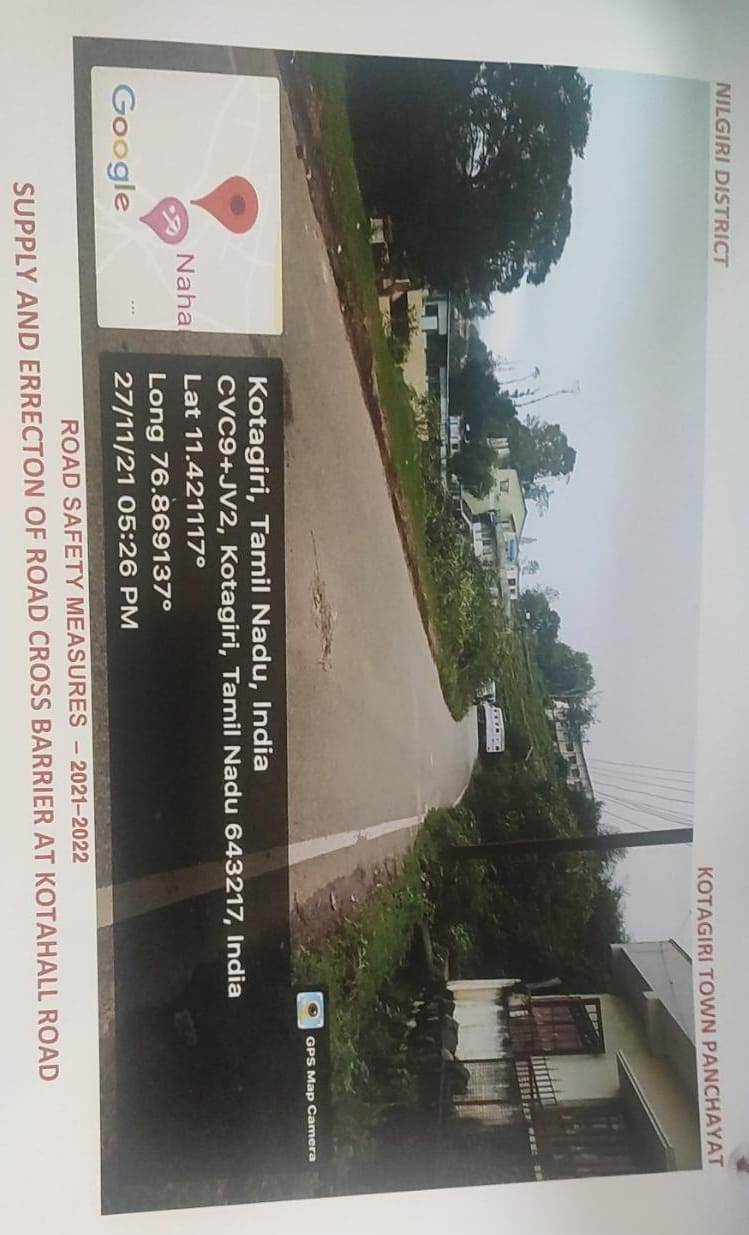 NILGIRI DISTRICT
KOTAGIRI TOWN PANCHAYAT
GPS Map Camera
Google
Naha
...
Kotagiri, Tamil Nadu, India
CVC9+JV2, Kotagiri, Tamil Nadu 643217, India
Lat 11.421117°
Long 76.869137°
27/11/21 05:26 PM
ROAD SAFETY MEASURES – 2021–2022
SUPPLY AND ERRECTON OF ROAD CROSS BARRIER AT KOTAHALL ROAD